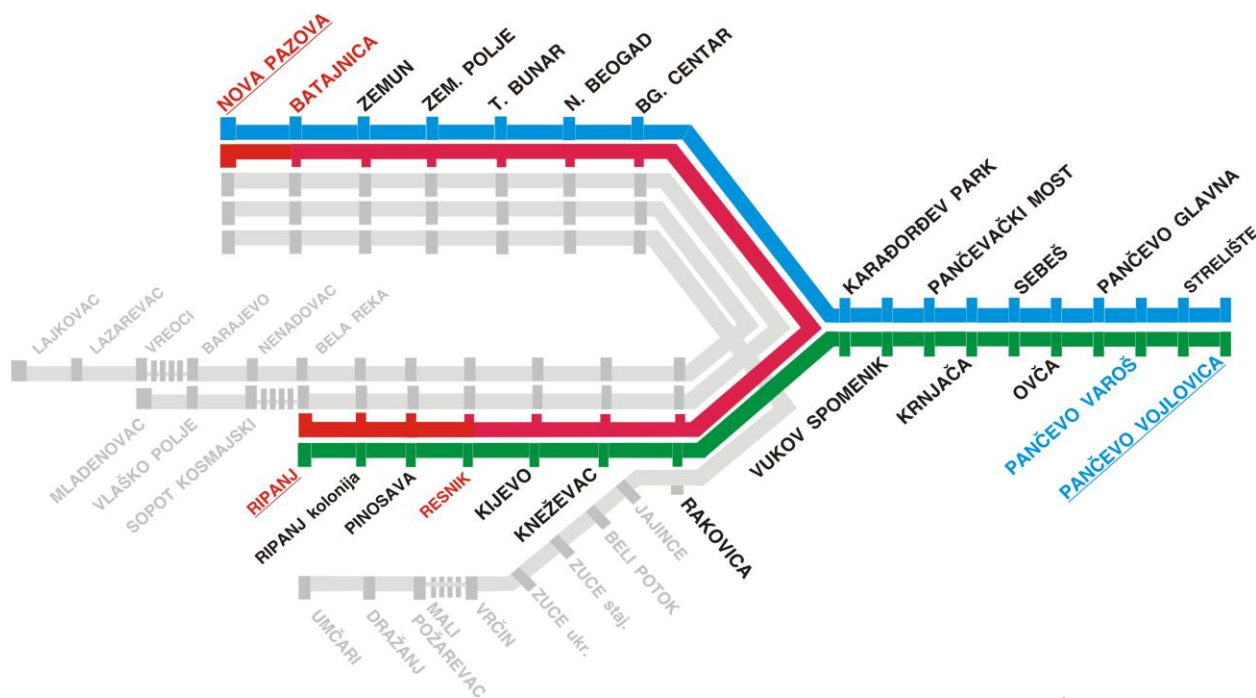 NOVA PAZOVA
BATAJNICA
ZEMUN
ZEM. POLJE
T. BUNAR
N. BEOGAD
BG. CENTAR
KARAĐORĐEV PARK
PANČEVAČKI MOST
SEBEŠ
PANČEVO GLAVNA
STRELIŠTE
LAJKOVAC
LAZAREVAC
VREOCI
BARAJEVO
NENADOVAC
BELA REKA
MLADENOVAC
VLAŠKO POLJE
SOPOT KOSMAJSKI
RIPANJ
RIPANJ kolonija
PINOSAVA
RESNIK
KIJEVO
KNEŽEVAC
RAKOVICA
VUKOV SPOMENIK
KRNJAČA
OVČA
PANČEVO VAROŠ
PANČEVO VOJLOVICA
JAJINCE
BELI POTOK
ZUCE staj.
ZUCE ukr.
VRČIN
MALI
POŽAREVAC
DRAŽANJ
UMČARI